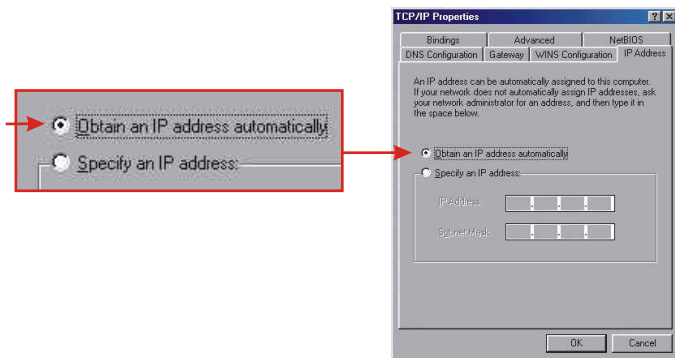 Obtain an IP address automatically
Specify an IP address:
TCP/IP Properties
Bindings
Advanced
NetBIOS
DNS Configuration
Gateway
WINS Configuration
IP Address
An IP address can be automatically assigned to this computer.
If your network does not automatically assign IP addresses, ask
your network administrator for an address, and then type it in
the space below.
Obtain an IP address automatically
Specify an IP address:
IP Address:
Subnet Mask:
OK
Cancel